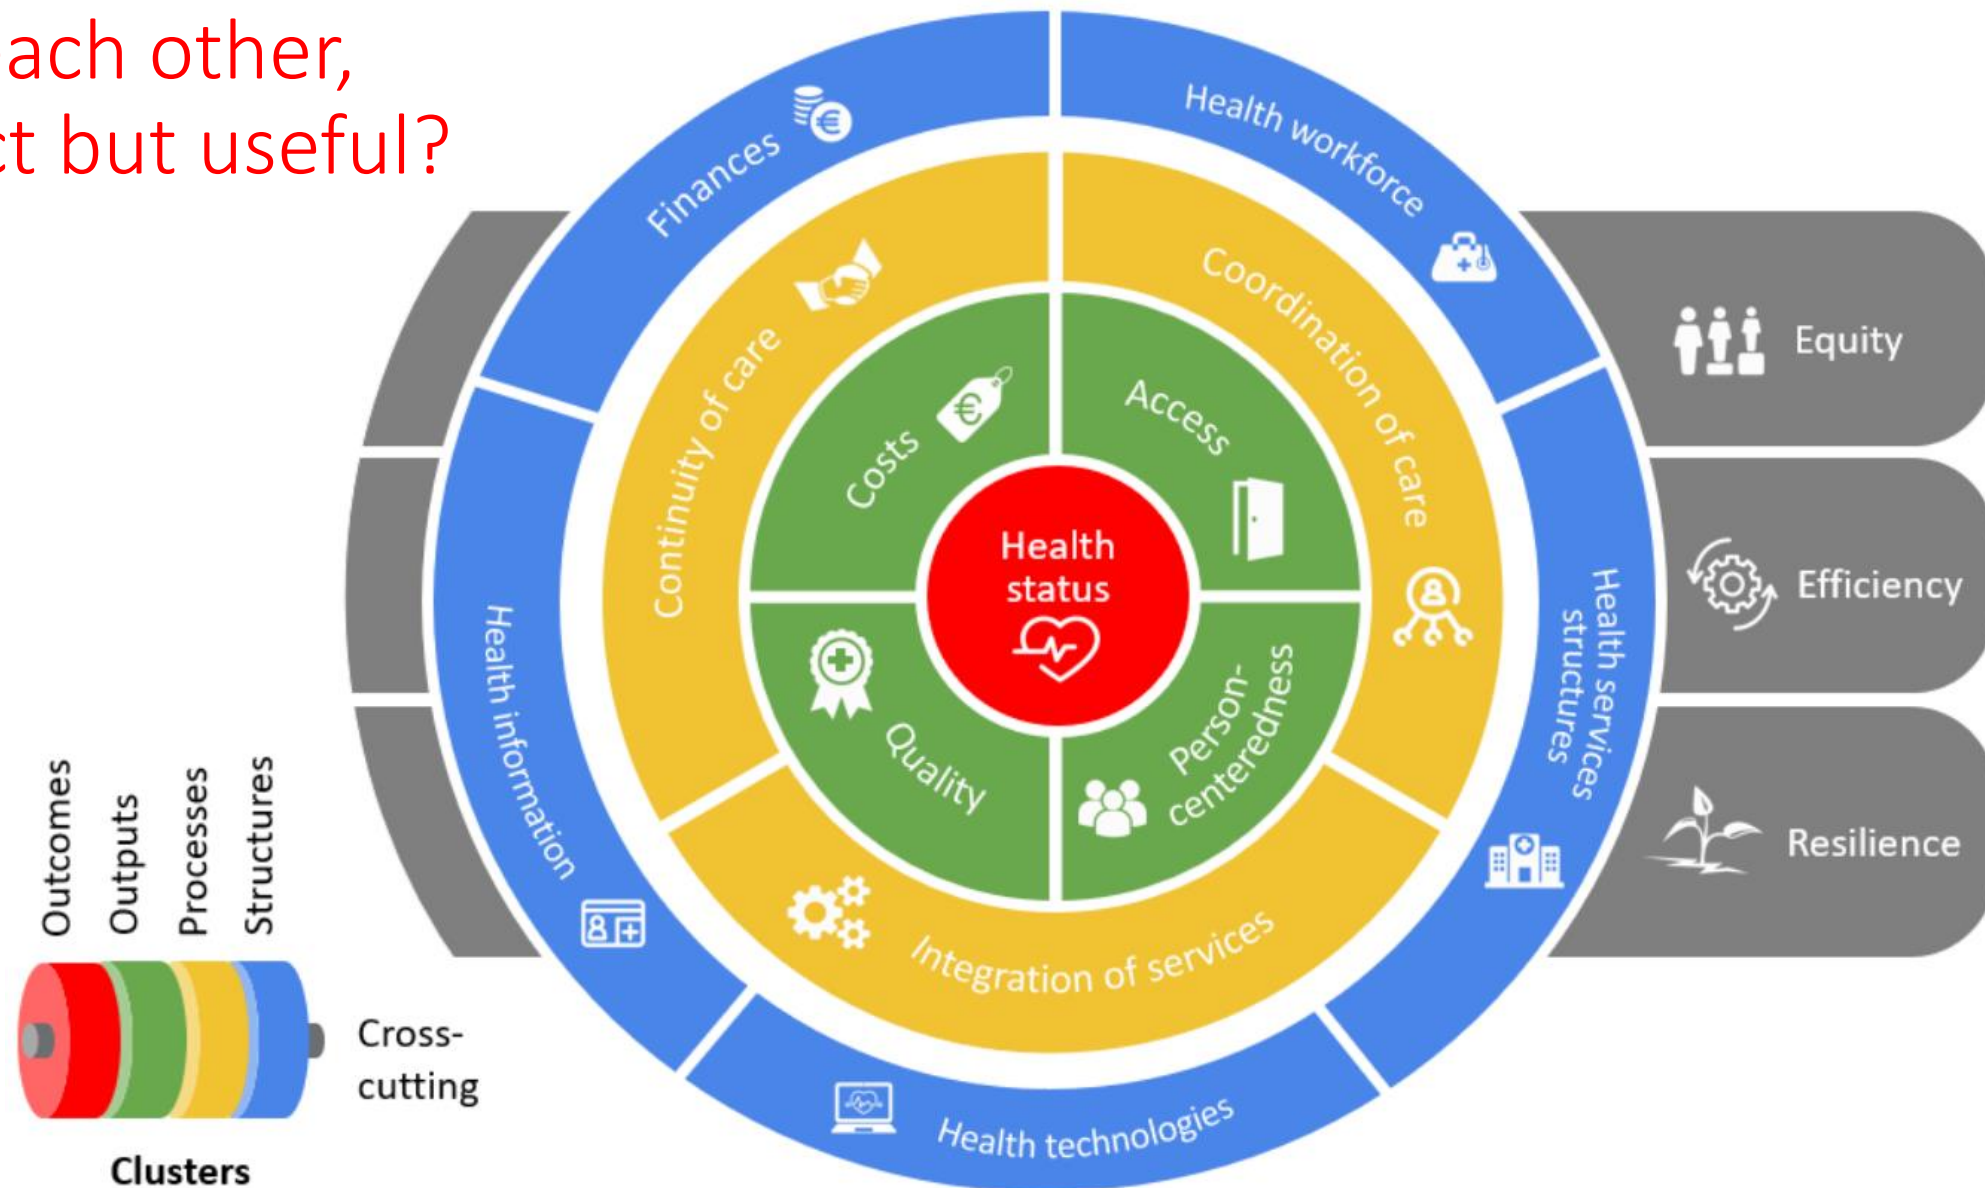 ach other,
ct but useful?
Finances
Health workforce
Continuity of care
Coordination of care
Costs
Access
Health
status
Quality
Person-
centeredness
Integration of services
Health information
Health services
structures
Health technologies
Equity
Efficiency
Resilience
Outcomes
Outputs
Processes
Structures
Cross-
cutting
Clusters